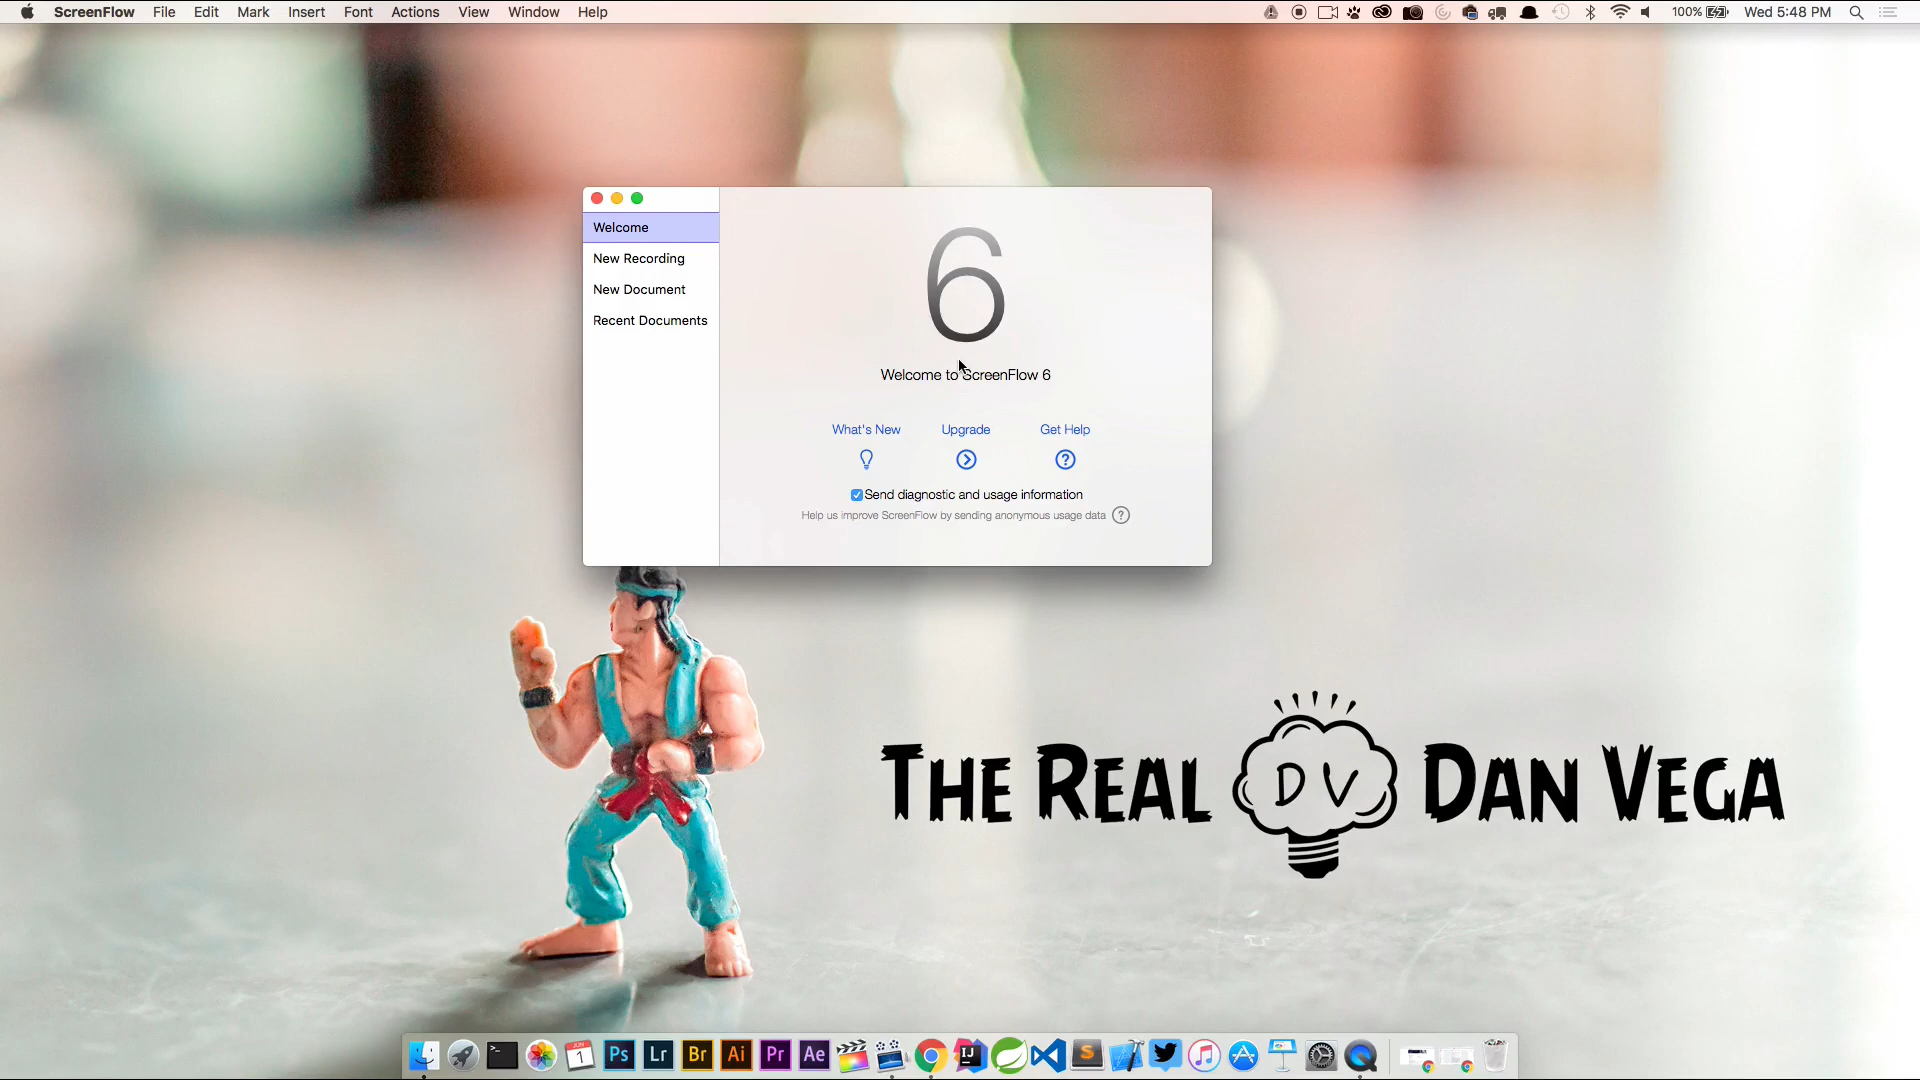 ScreenFlow File Edit Mark Insert Font Actions View Window Help 100% Wed 5:48 PM
Welcome
New Recording
New Document
Recent Documents
6
Welcome to ScreenFlow 6
What's New Upgrade Get Help
Send diagnostic and usage information
Help us improve ScreenFlow by sending anonymous usage data ?
The Real DV Dan Vega
>_ JUN 1 Ps Lr Br Ai Pr Ae IJ S